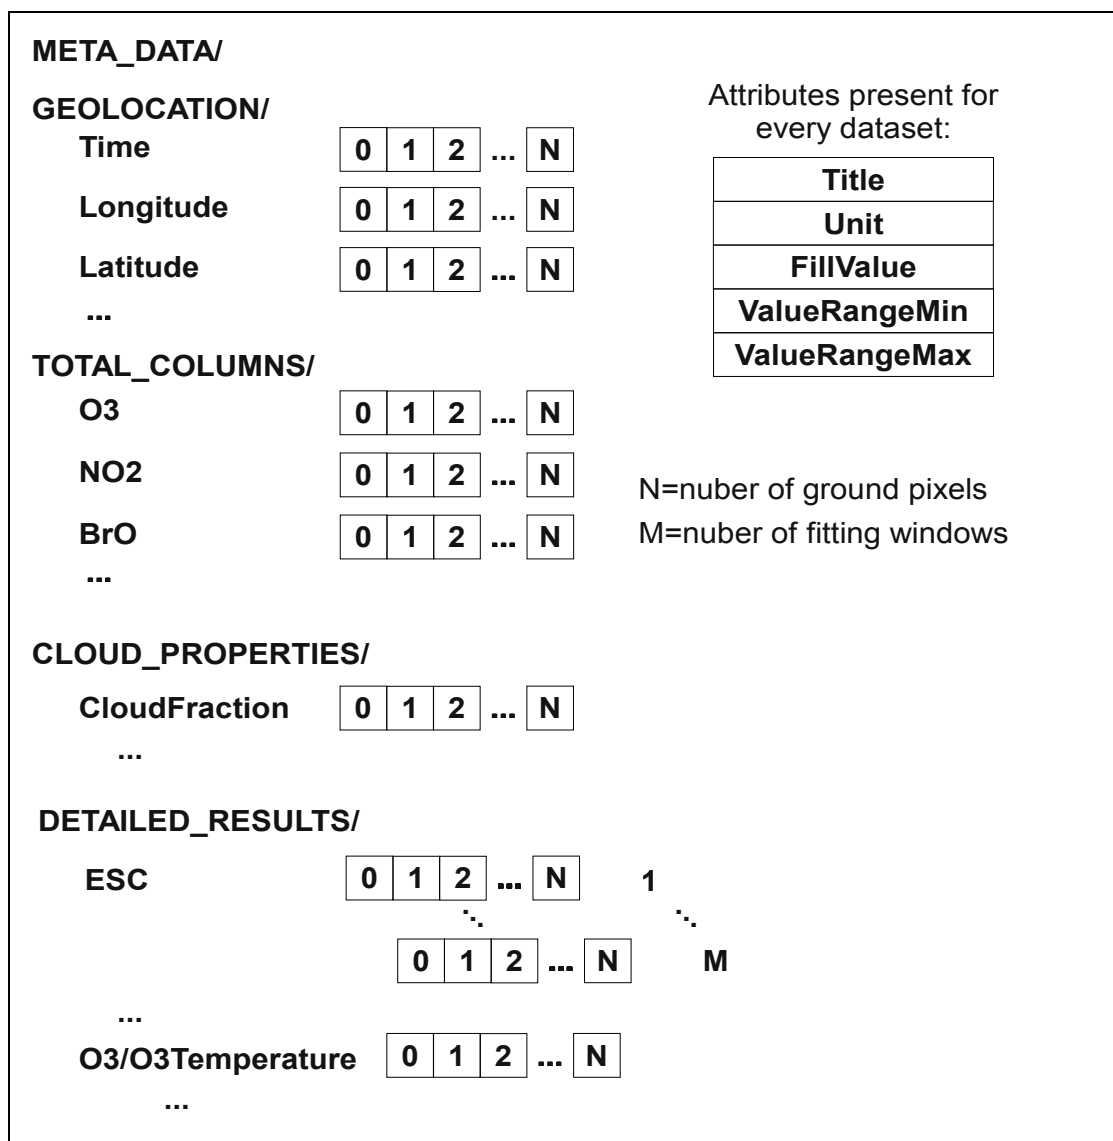 META_DATA/
GEOLOCATION/
Time 0 1 2 ... N
Longitude 0 1 2 ... N
Latitude 0 1 2 ... N
...
TOTAL_COLUMNS/
O3 0 1 2 ... N
NO2 0 1 2 ... N
BrO 0 1 2 ... N
...
CLOUD_PROPERTIES/
CloudFraction 0 1 2 ... N
...
DETAILED_RESULTS/
ESC 0 1 2 ... N 1
⋱ ⋱
0 1 2 ... N M
...
O3/O3Temperature 0 1 2 ... N
...
Attributes present for
every dataset:
Title
Unit
FillValue
ValueRangeMin
ValueRangeMax
N=nuber of ground pixels
M=nuber of fitting windows